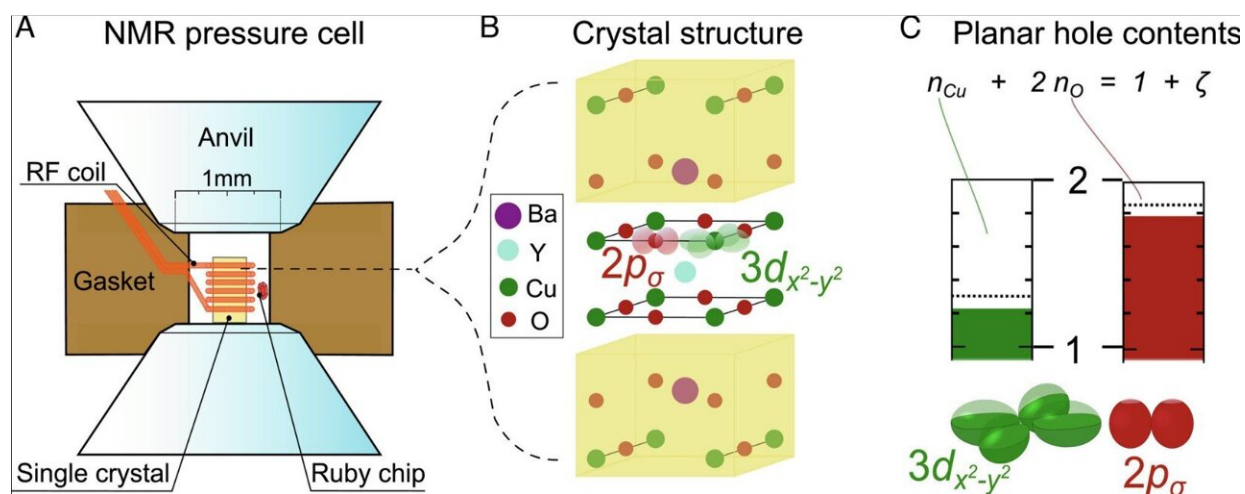 A
NMR pressure cell
Anvil
RF coil
1mm
Gasket
Single crystal
Ruby chip
B
Crystal structure
Ba
Y
Cu
O
2pσ
3dx²-y²
C
Planar hole contents
nCu + 2 nO = 1 + ζ
2
1
3dx²-y²
2pσ